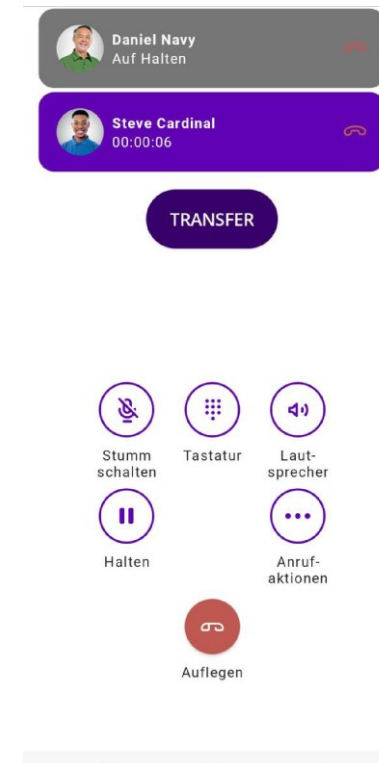 Daniel Navy
Auf Halten
Steve Cardinal
00:00:06
TRANSFER
Stumm
schalten
Tastatur
Laut-
sprecher
Halten
Anruf-
aktionen
Auflegen